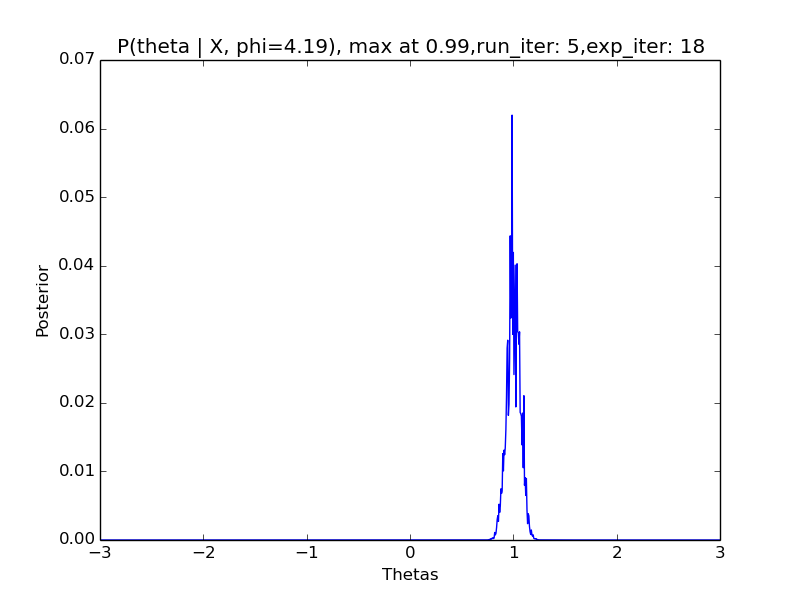 P(theta | X, phi=4.19), max at 0.99,run_iter: 5,exp_iter: 18
0.07
0.06
0.05
0.04
0.03
0.02
0.01
0.00
Posterior
−3 −2 −1 0 1 2 3
Thetas